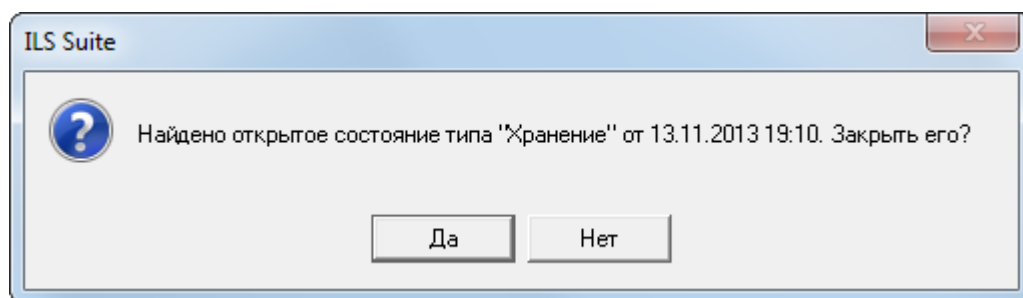 ILS Suite
Найдено открытое состояние типа "Хранение" от 13.11.2013 19:10. Закрыть его?
Да
Нет